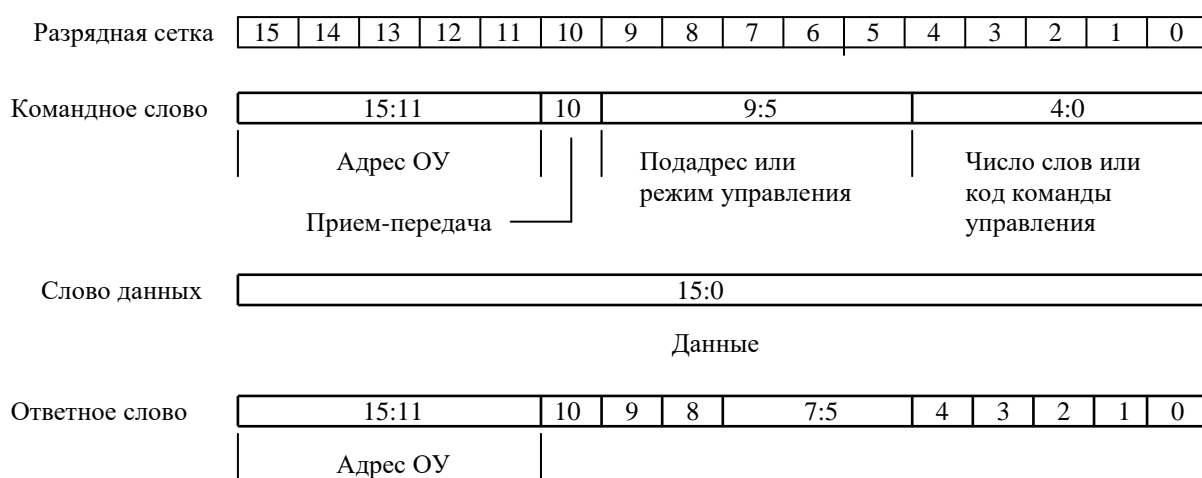 Разрядная сетка 15 14 13 12 11 10 9 8 7 6 5 4 3 2 1 0
Командное слово 15:11 10 9:5 4:0
Адрес ОУ Подадрес или Число слов или
режим управления код команды
Прием-передача управления
Слово данных 15:0
Данные
Ответное слово 15:11 10 9 8 7:5 4 3 2 1 0
Адрес ОУ